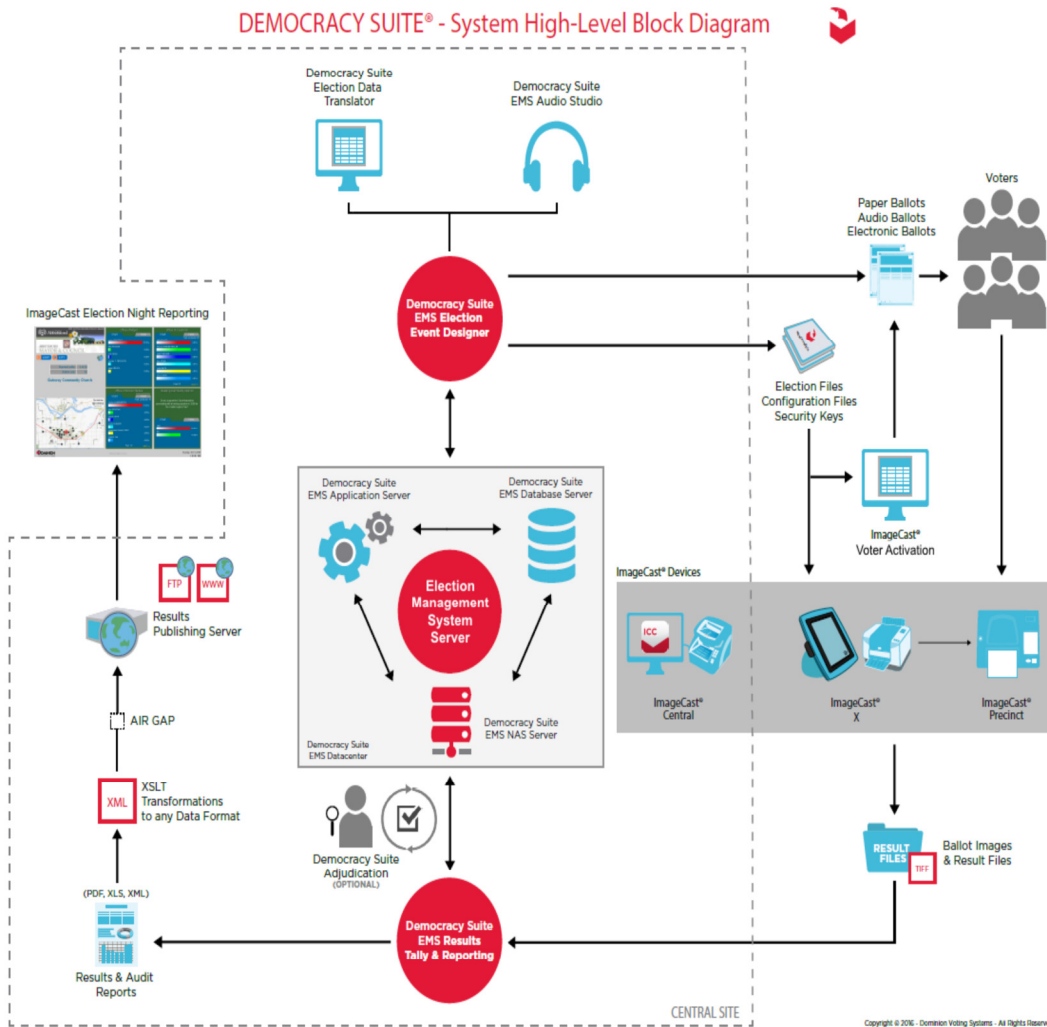 DEMOCRACY SUITE® - System High-Level Block Diagram
Democracy Suite
Election Data
Translator
Democracy Suite
EMS Audio Studio
Voters
Paper Ballots
Audio Ballots
Electronic Ballots
Democracy Suite
EMS Election
Event Designer
ImageCast Election Night Reporting
Election Files
Configuration Files
Security Keys
Democracy Suite
EMS Application Server
Democracy Suite
EMS Database Server
ImageCast®
Voter Activation
FTP
WWW
Results
Publishing Server
Election
Management
System
Server
ImageCast® Devices
ICC
ImageCast®
Central
ImageCast®
X
ImageCast®
Precinct
AIR GAP
Democracy Suite
EMS NAS Server
Democracy Suite
EMS Datacenter
XML
XSLT
Transformations
to any Data Format
Democracy Suite
Adjudication
(OPTIONAL)
RESULT
FILES
TIFF
Ballot Images
& Result Files
(PDF, XLS, XML)
Democracy Suite
EMS Results
Tally & Reporting
Results & Audit
Reports
CENTRAL SITE
Copyright © 2016 - Dominion Voting Systems - All Rights Reserve